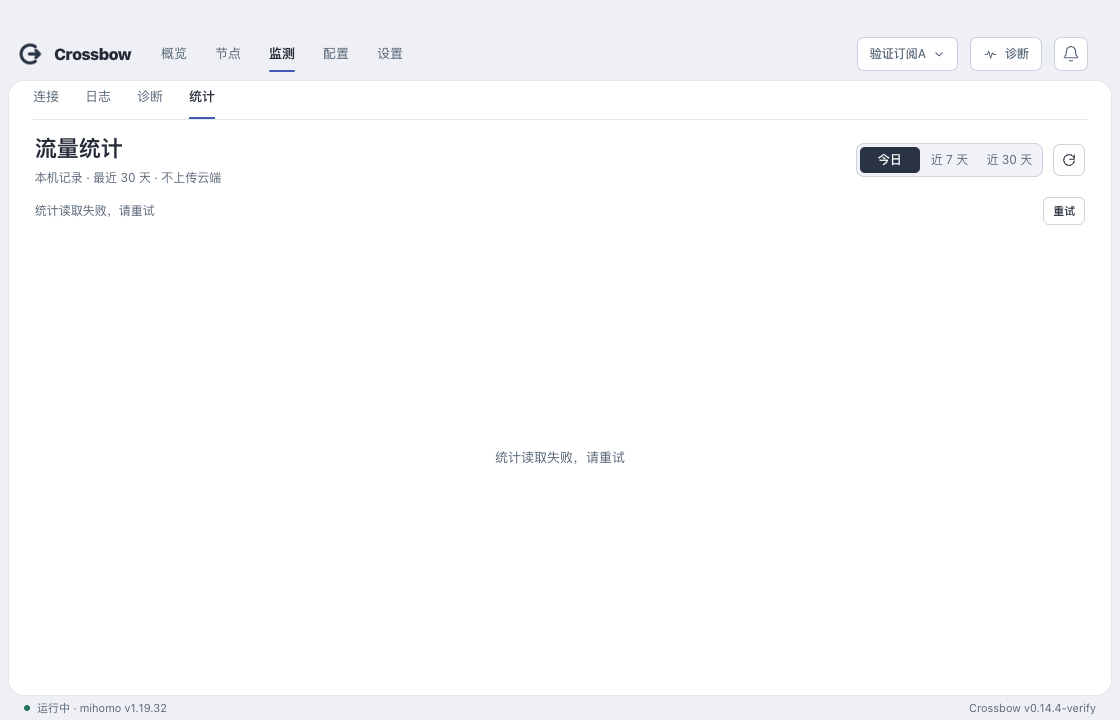 Crossbow 概览 节点 监测 配置 设置 验证订阅A 诊断
连接 日志 诊断 统计
流量统计
今日 近 7 天 近 30 天
本机记录 · 最近 30 天 · 不上传云端
统计读取失败，请重试 重试
统计读取失败，请重试
运行中 · mihomo v1.19.32 Crossbow v0.14.4-verify